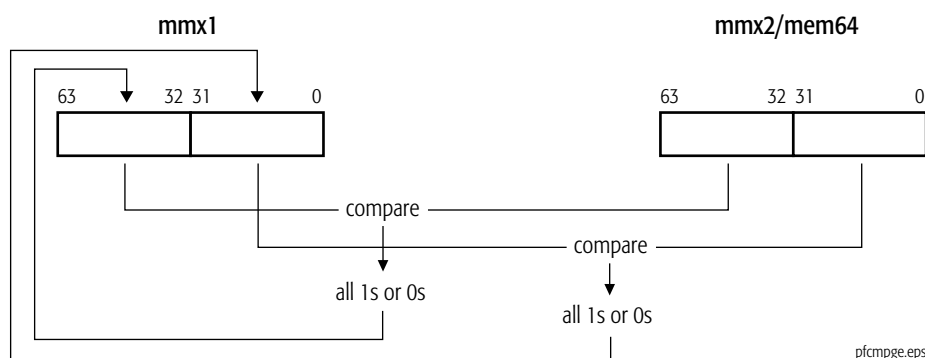 mmx1 mmx2/mem64
63 32 31 0 63 32 31 0
compare
compare
all 1s or 0s
all 1s or 0s
pfcmpge.eps